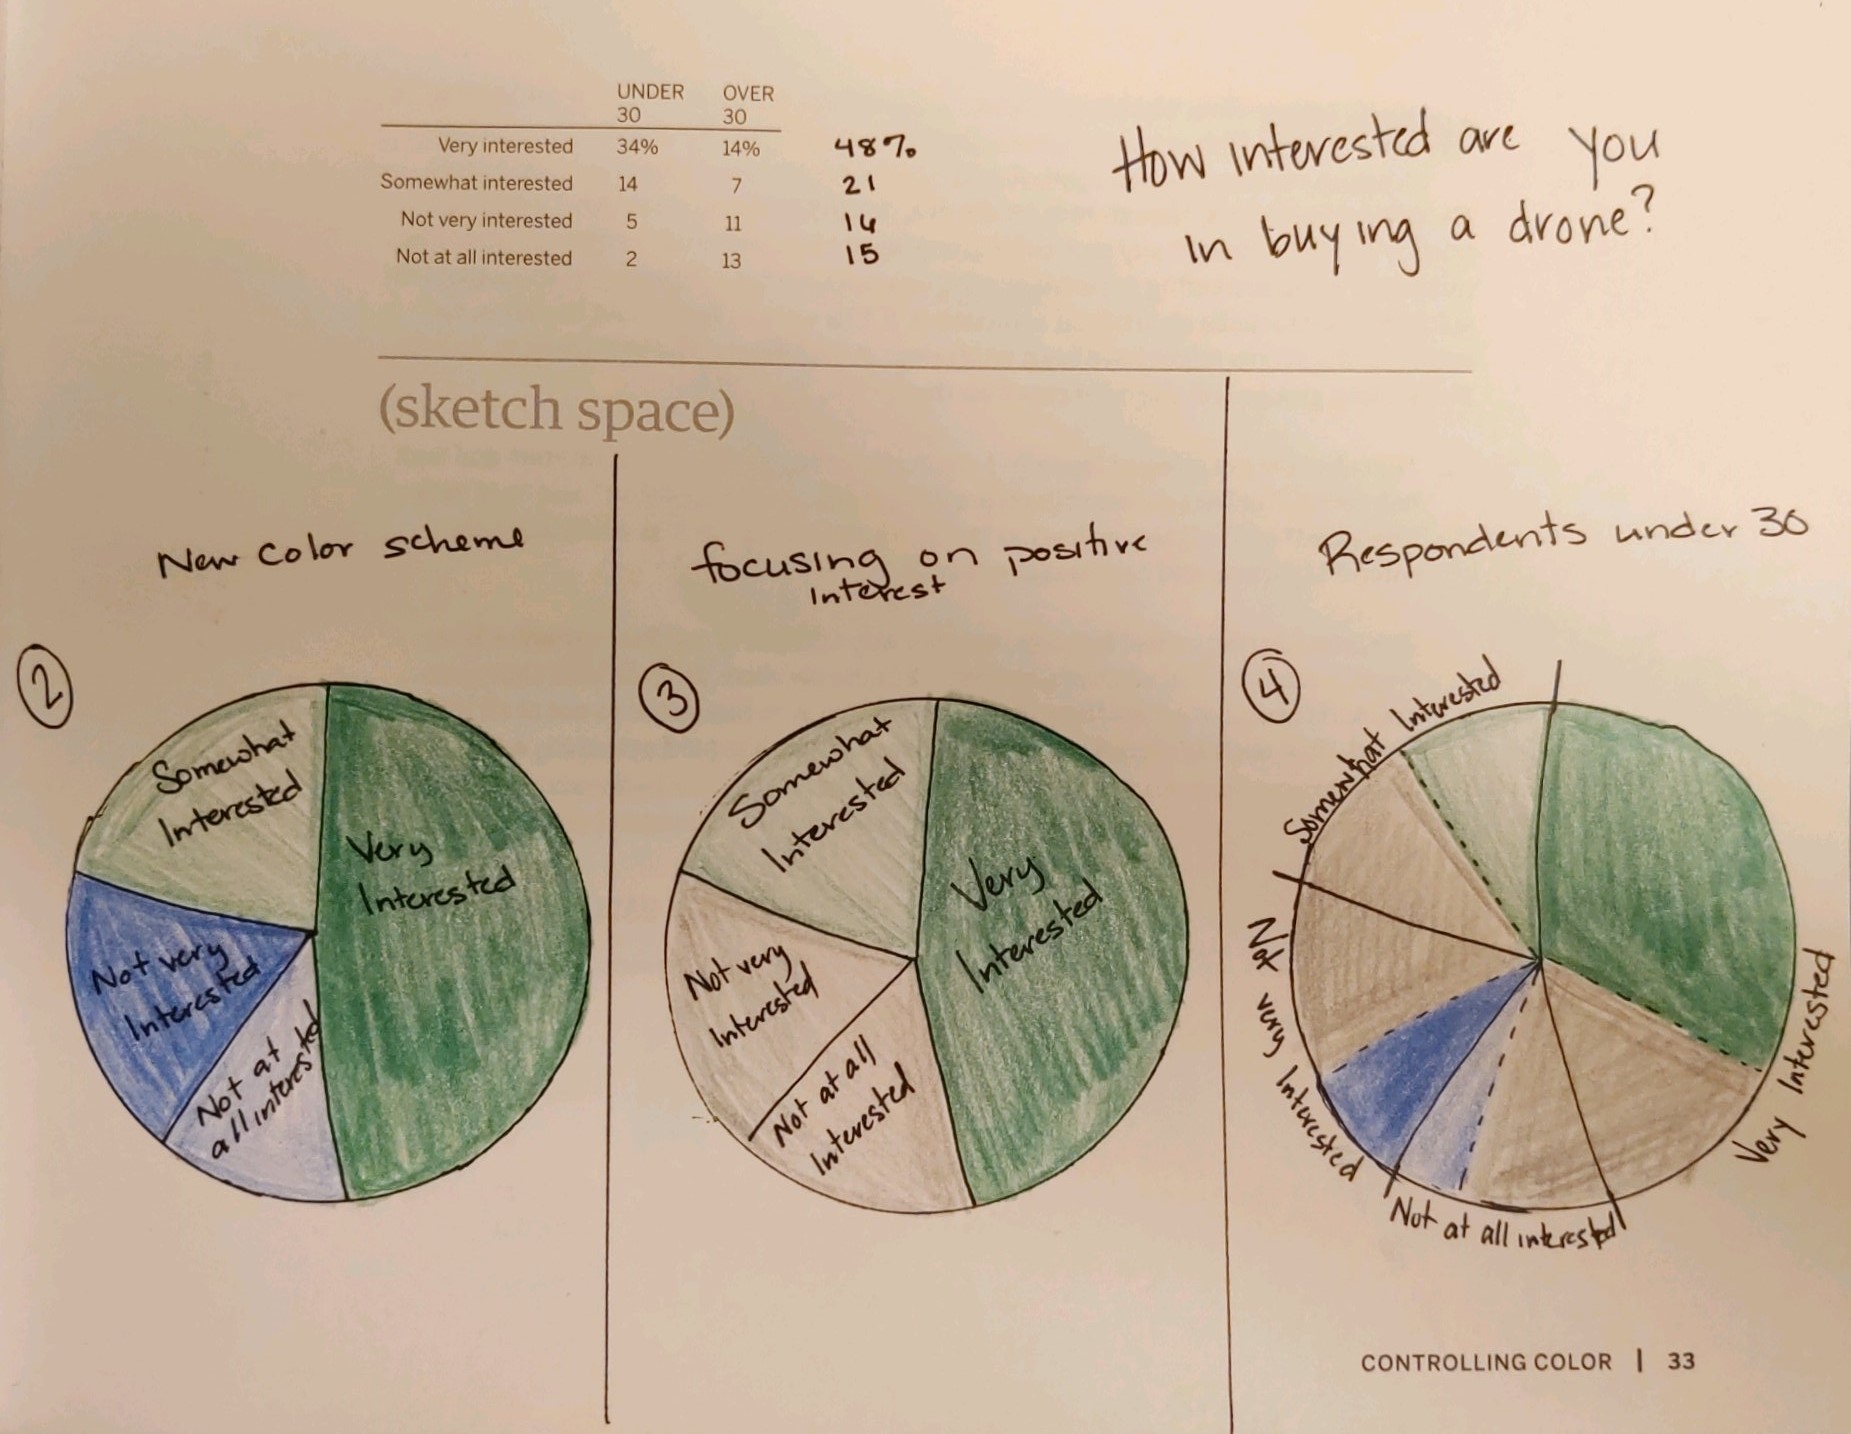 UNDER 30 OVER 30
Very interested 34% 14% 48%
Somewhat interested 14 7 21
Not very interested 5 11 16
Not at all interested 2 13 15
How interested are you
in buying a drone?
(sketch space)
New color scheme
2
Somewhat
Interested
Very
Interested
Not very
Interested
Not at
all interested
focusing on positive
interest
3
Somewhat
Interested
Very
Interested
Not very
Interested
Not at all
Interested
Respondents under 30
4
Somewhat Interested
Very Interested
Not very Interested
Not at all interested
CONTROLLING COLOR | 33